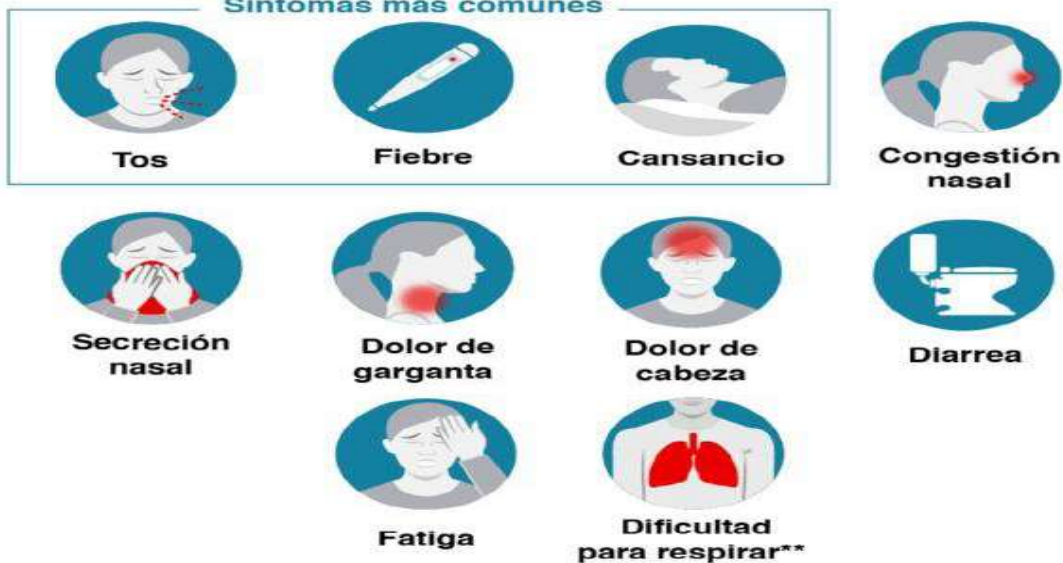 Síntomas más comunes
Tos
Fiebre
Cansancio
Congestión
nasal
Secreción
nasal
Dolor de
garganta
Dolor de
cabeza
Diarrea
Fatiga
Dificultad
para respirar**